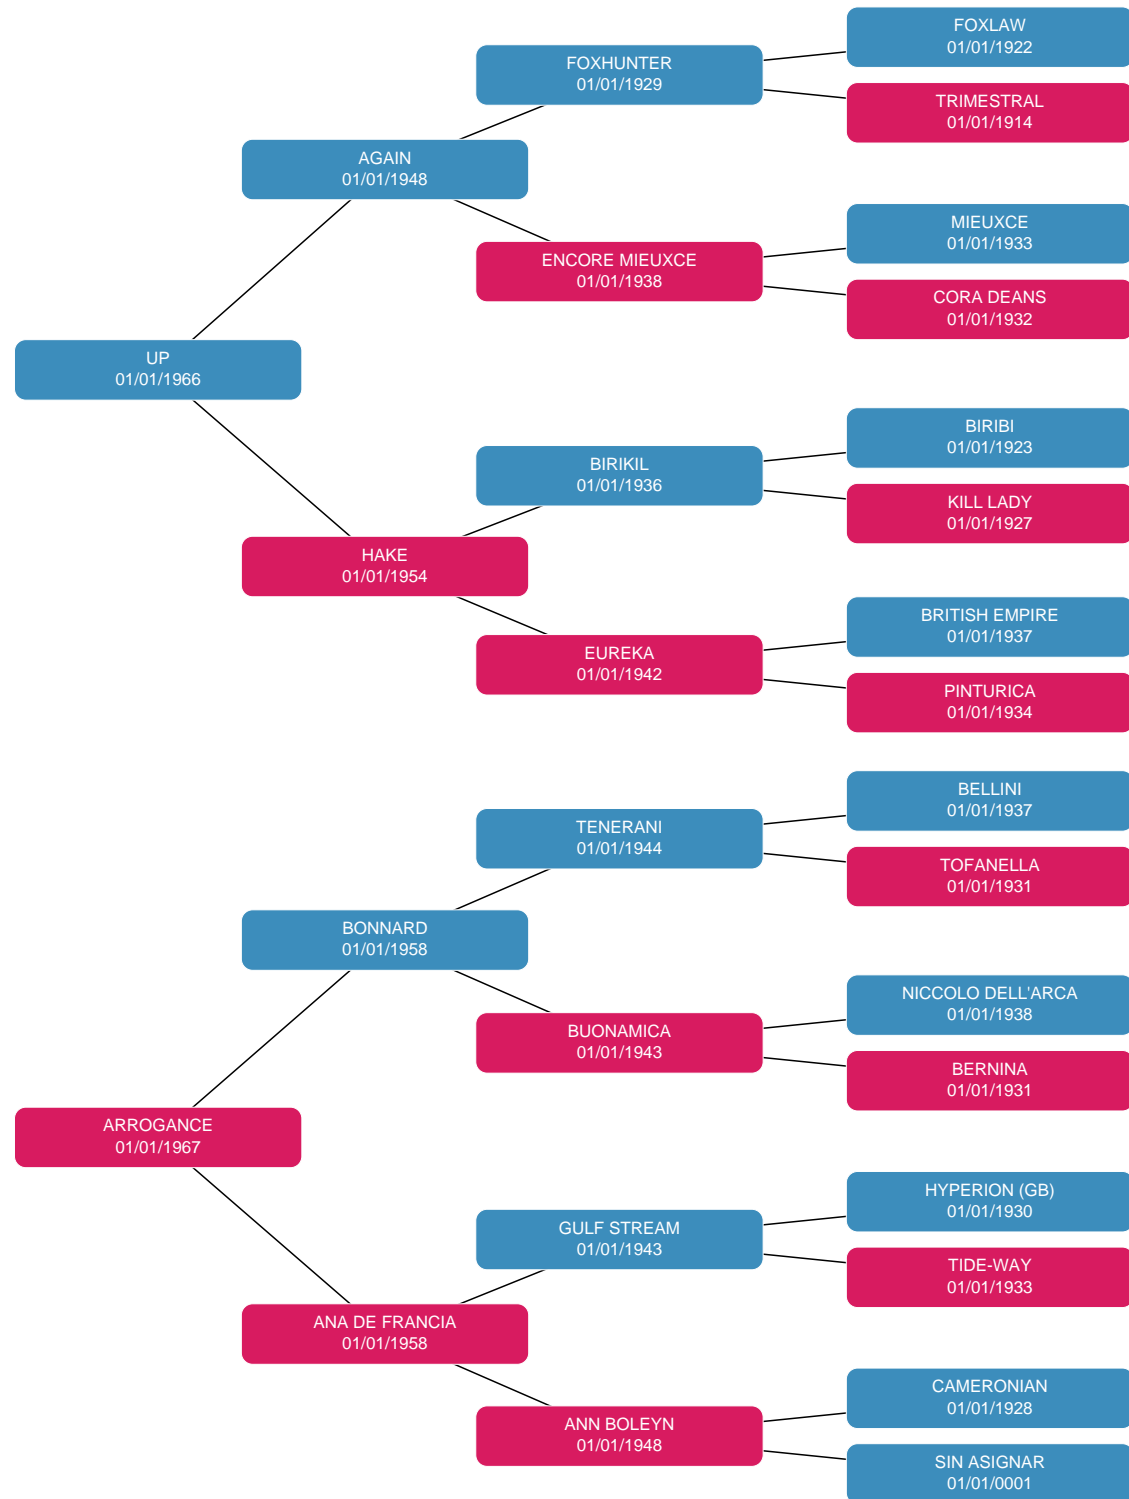 FOXLAW
01/01/1922
FOXHUNTER
01/01/1929
TRIMESTRAL
01/01/1914
AGAIN
01/01/1948
MIEUXCE
01/01/1933
ENCORE MIEUXCE
01/01/1938
CORA DEANS
01/01/1932
UP
01/01/1966
BIRIBI
01/01/1923
BIRIKIL
01/01/1936
KILL LADY
01/01/1927
HAKE
01/01/1954
BRITISH EMPIRE
01/01/1937
EUREKA
01/01/1942
PINTURICA
01/01/1934
BELLINI
01/01/1937
TENERANI
01/01/1944
TOFANELLA
01/01/1931
BONNARD
01/01/1958
NICCOLO DELL'ARCA
01/01/1938
BUONAMICA
01/01/1943
BERNINA
01/01/1931
ARROGANCE
01/01/1967
HYPERION (GB)
01/01/1930
GULF STREAM
01/01/1943
TIDE-WAY
01/01/1933
ANA DE FRANCIA
01/01/1958
CAMERONIAN
01/01/1928
ANN BOLEYN
01/01/1948
SIN ASIGNAR
01/01/0001